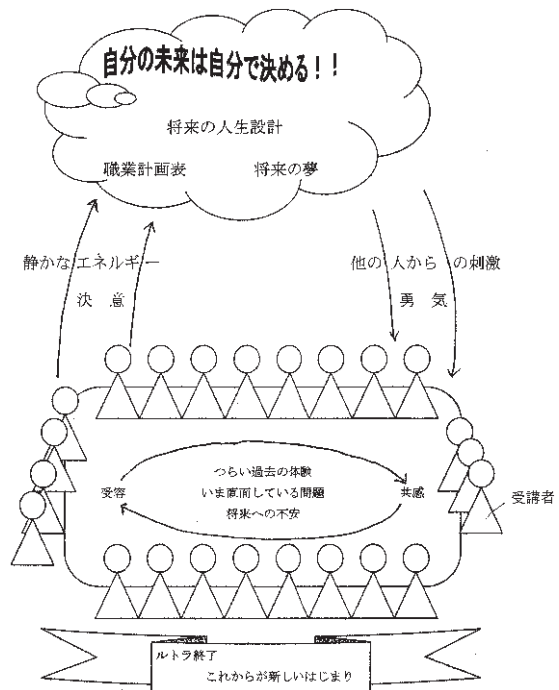 自分の未来は自分で決める!!
将来の人生設計
職業計画表 将来の夢
静かなエネルギー
決意
他の人からの刺激
勇気
つらい過去の体験
受容 いま直面している問題 共感
将来への不安
受講者
ルトラ終了
これからが新しいはじまり